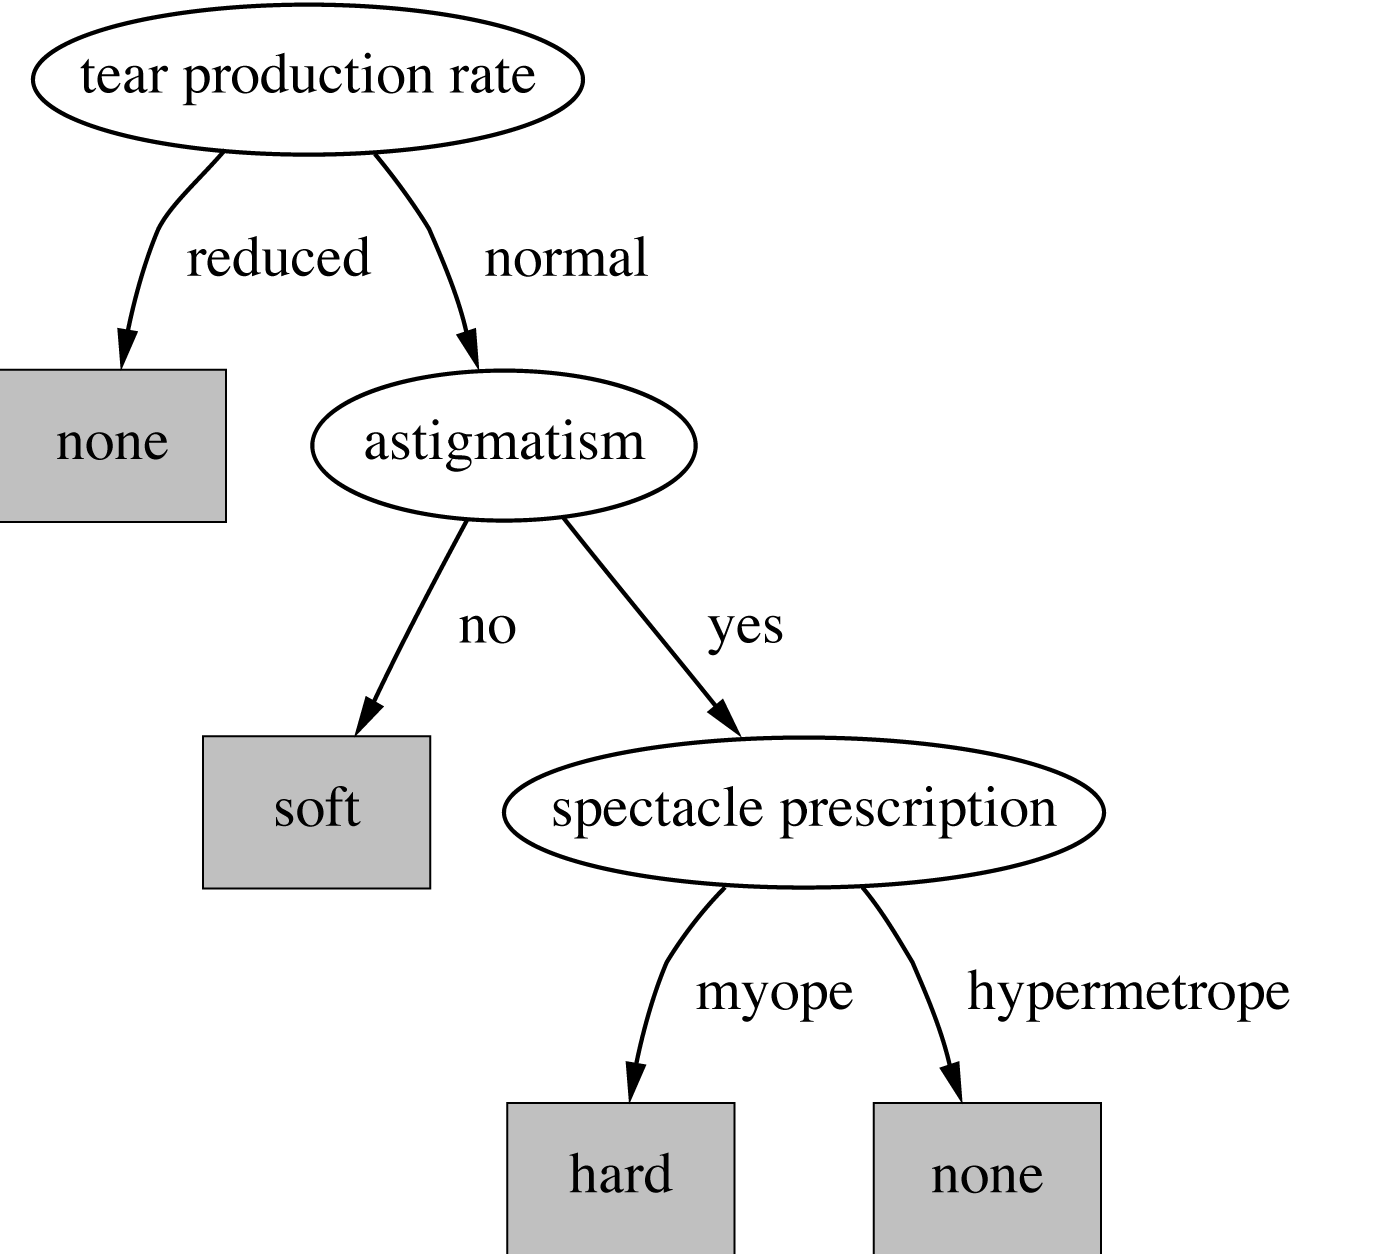 tear production rate
reduced
normal
none
astigmatism
no
yes
soft
spectacle prescription
myope
hypermetrope
hard
none